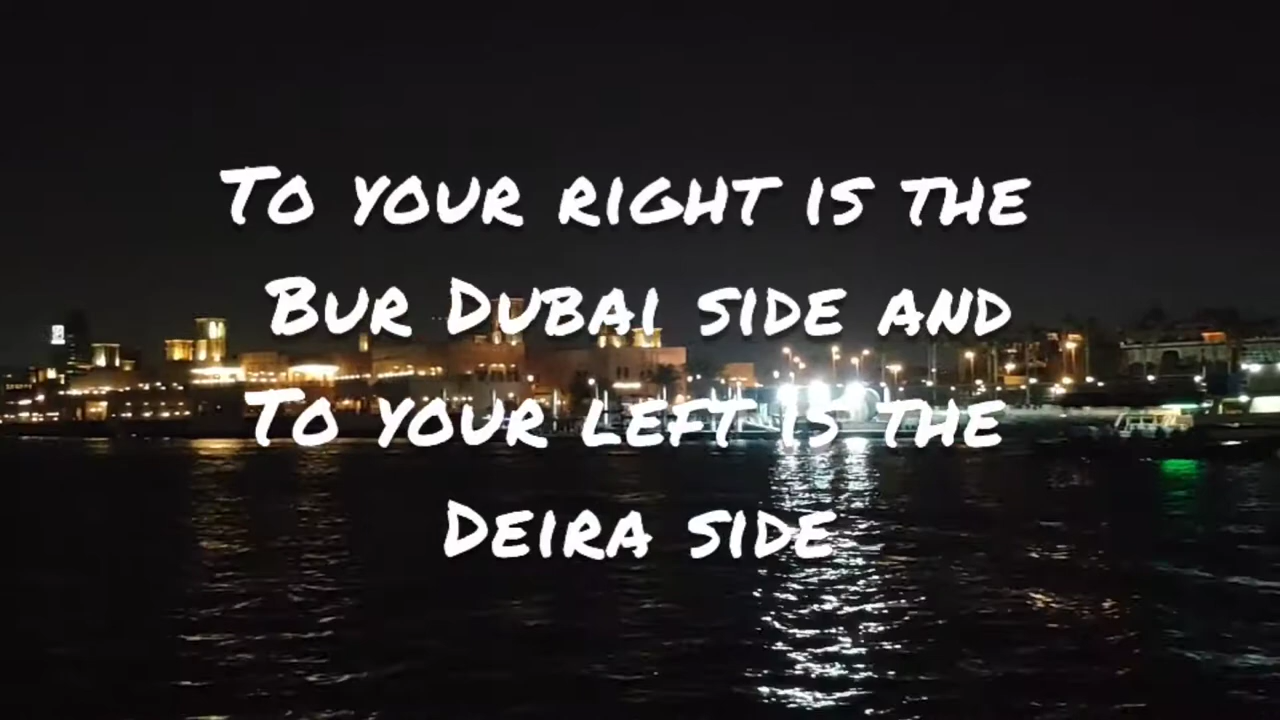 To your right is the
Bur Dubai side and
To your left is the
Deira side